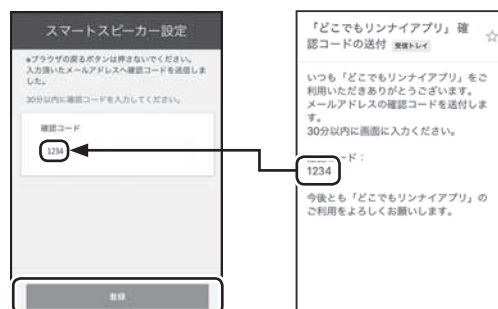 スマートスピーカー設定
※ブラウザの戻るボタンは押さないでください。
入力頂いたメールアドレスへ確認コードを送信しま
した。
30分以内に確認コードを入力してください。
確認コード
1234
登録
「どこでもリンナイアプリ」確
認コードの送付 受信トレイ
いつも「どこでもリンナイアプリ」をご
利用いただきありがとうございます。
メールアドレスの確認コードを送付しま
す。
30分以内に画面に入力ください。
ード：
1234
今後とも「どこでもリンナイアプリ」の
ご利用をよろしくお願いします。